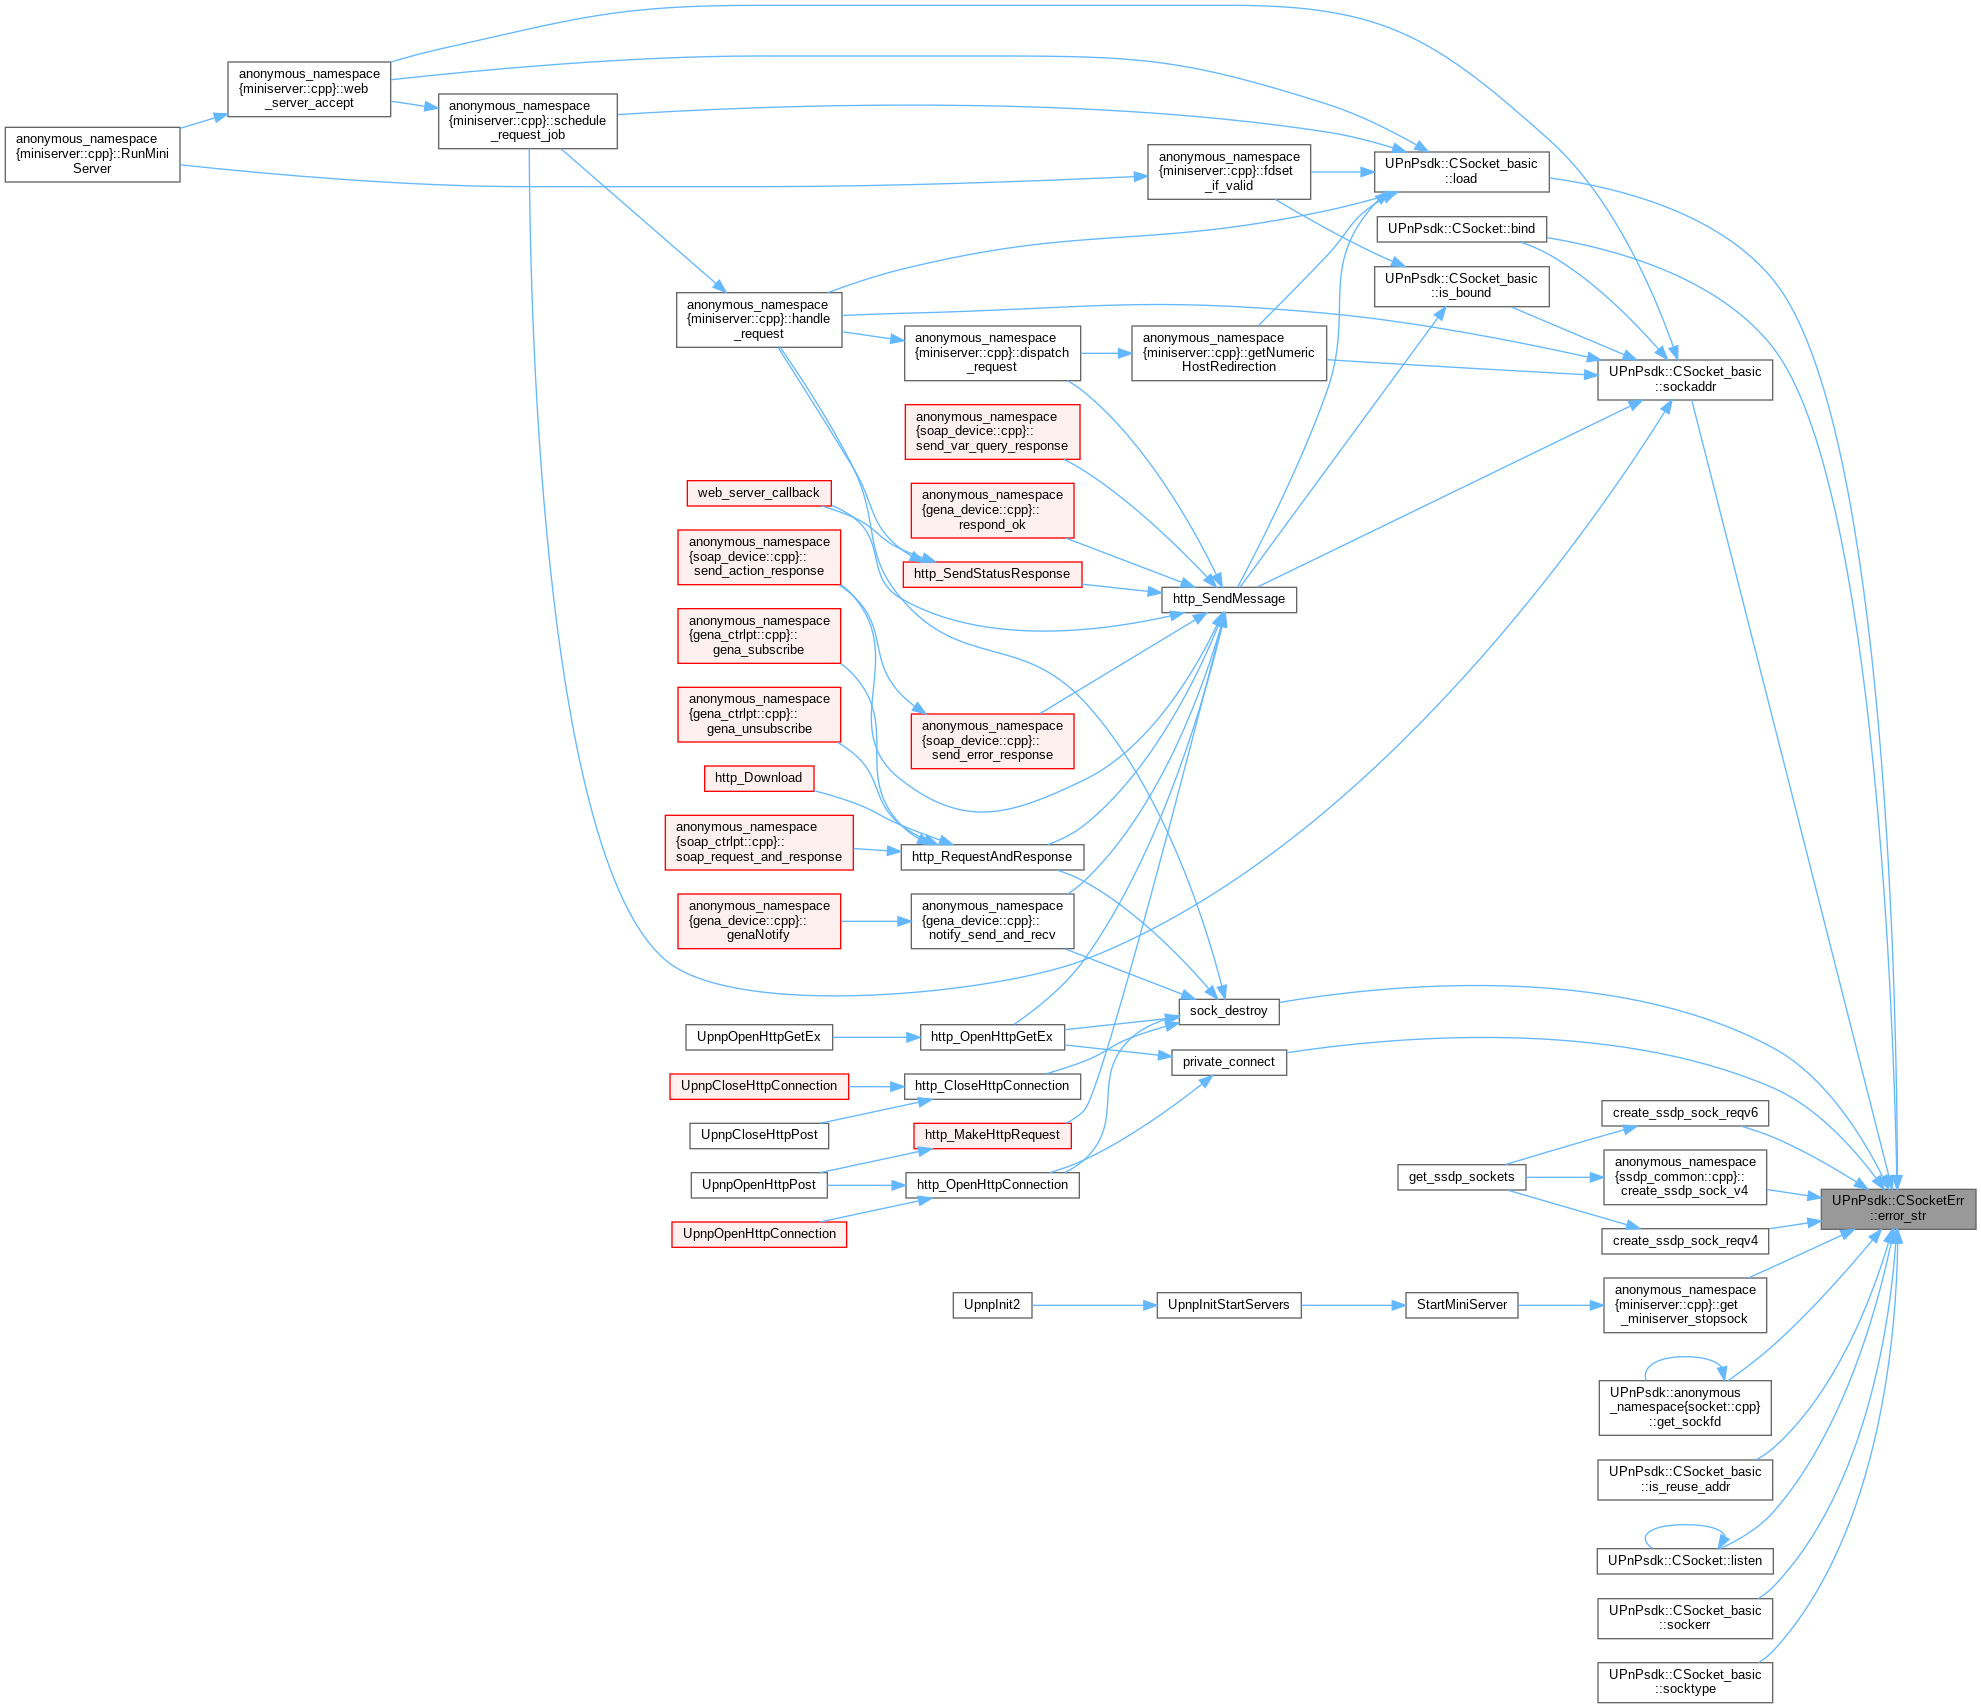 anonymous_namespace
{miniserver::cpp}::RunMini
Server
anonymous_namespace
{miniserver::cpp}::web
_server_accept
anonymous_namespace
{miniserver::cpp}::schedule
_request_job
anonymous_namespace
{miniserver::cpp}::handle
_request
web_server_callback
anonymous_namespace
{soap_device::cpp}::
send_action_response
anonymous_namespace
{gena_ctrlpt::cpp}::
gena_subscribe
anonymous_namespace
{gena_ctrlpt::cpp}::
gena_unsubscribe
http_Download
anonymous_namespace
{soap_ctrlpt::cpp}::
soap_request_and_response
anonymous_namespace
{gena_device::cpp}::
genaNotify
UpnpOpenHttpGetEx
UpnpCloseHttpConnection
UpnpCloseHttpPost
UpnpOpenHttpPost
UpnpOpenHttpConnection
anonymous_namespace
{miniserver::cpp}::dispatch
_request
anonymous_namespace
{soap_device::cpp}::
send_var_query_response
anonymous_namespace
{gena_device::cpp}::
respond_ok
http_SendStatusResponse
anonymous_namespace
{soap_device::cpp}::
send_error_response
http_RequestAndResponse
anonymous_namespace
{gena_device::cpp}::
notify_send_and_recv
http_OpenHttpGetEx
http_CloseHttpConnection
http_MakeHttpRequest
http_OpenHttpConnection
UpnpInit2
anonymous_namespace
{miniserver::cpp}::fdset
_if_valid
anonymous_namespace
{miniserver::cpp}::getNumeric
HostRedirection
http_SendMessage
sock_destroy
private_connect
UpnpInitStartServers
UPnPsdk::CSocket_basic
::load
UPnPsdk::CSocket::bind
UPnPsdk::CSocket_basic
::is_bound
get_ssdp_sockets
StartMiniServer
UPnPsdk::CSocket_basic
::sockaddr
create_ssdp_sock_reqv6
anonymous_namespace
{ssdp_common::cpp}::
create_ssdp_sock_v4
create_ssdp_sock_reqv4
anonymous_namespace
{miniserver::cpp}::get
_miniserver_stopsock
UPnPsdk::anonymous
_namespace{socket::cpp}
::get_sockfd
UPnPsdk::CSocket_basic
::is_reuse_addr
UPnPsdk::CSocket::listen
UPnPsdk::CSocket_basic
::sockerr
UPnPsdk::CSocket_basic
::socktype
UPnPsdk::CSocketErr
::error_str